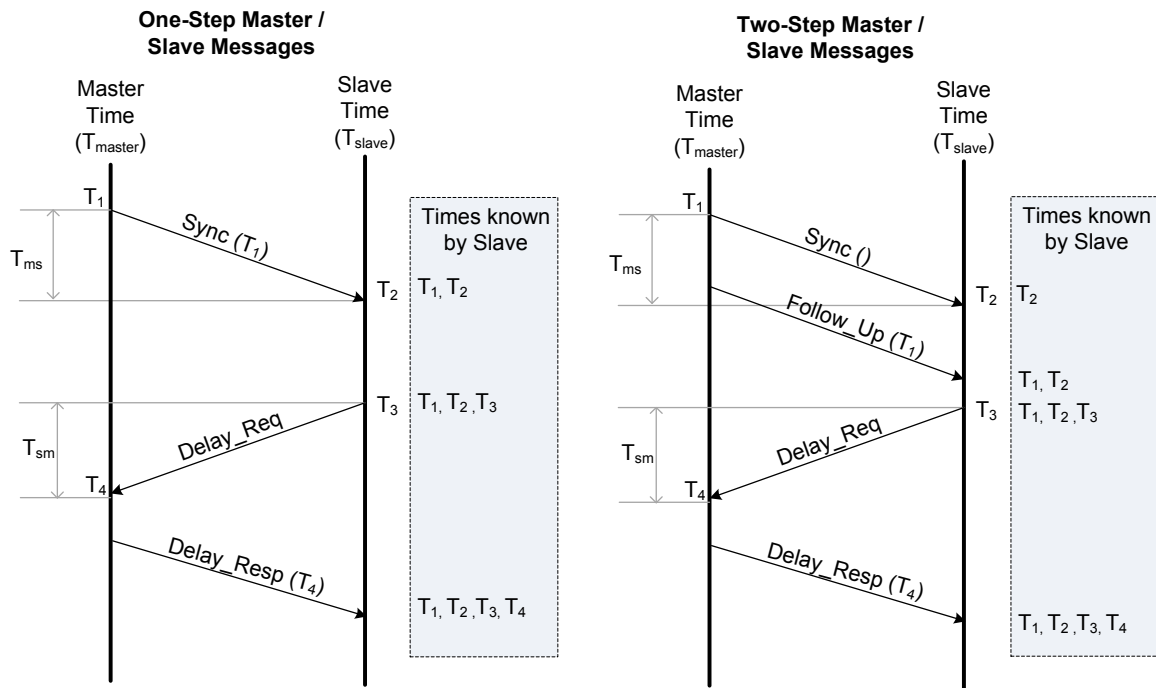 One-Step Master /
Slave Messages
Master
Time
(Tmaster)
Slave
Time
(Tslave)
T1
Sync (T1)
Tms
T2
Times known
by Slave
T1, T2
T3
T1, T2 ,T3
Delay_Req
Tsm
T4
Delay_Resp (T4)
T1, T2 ,T3, T4
Two-Step Master /
Slave Messages
Master
Time
(Tmaster)
Slave
Time
(Tslave)
T1
Sync ()
Tms
T2
Times known
by Slave
T2
Follow_Up (T1)
T1, T2
T3
T1, T2 ,T3
Delay_Req
Tsm
T4
Delay_Resp (T4)
T1, T2 ,T3, T4